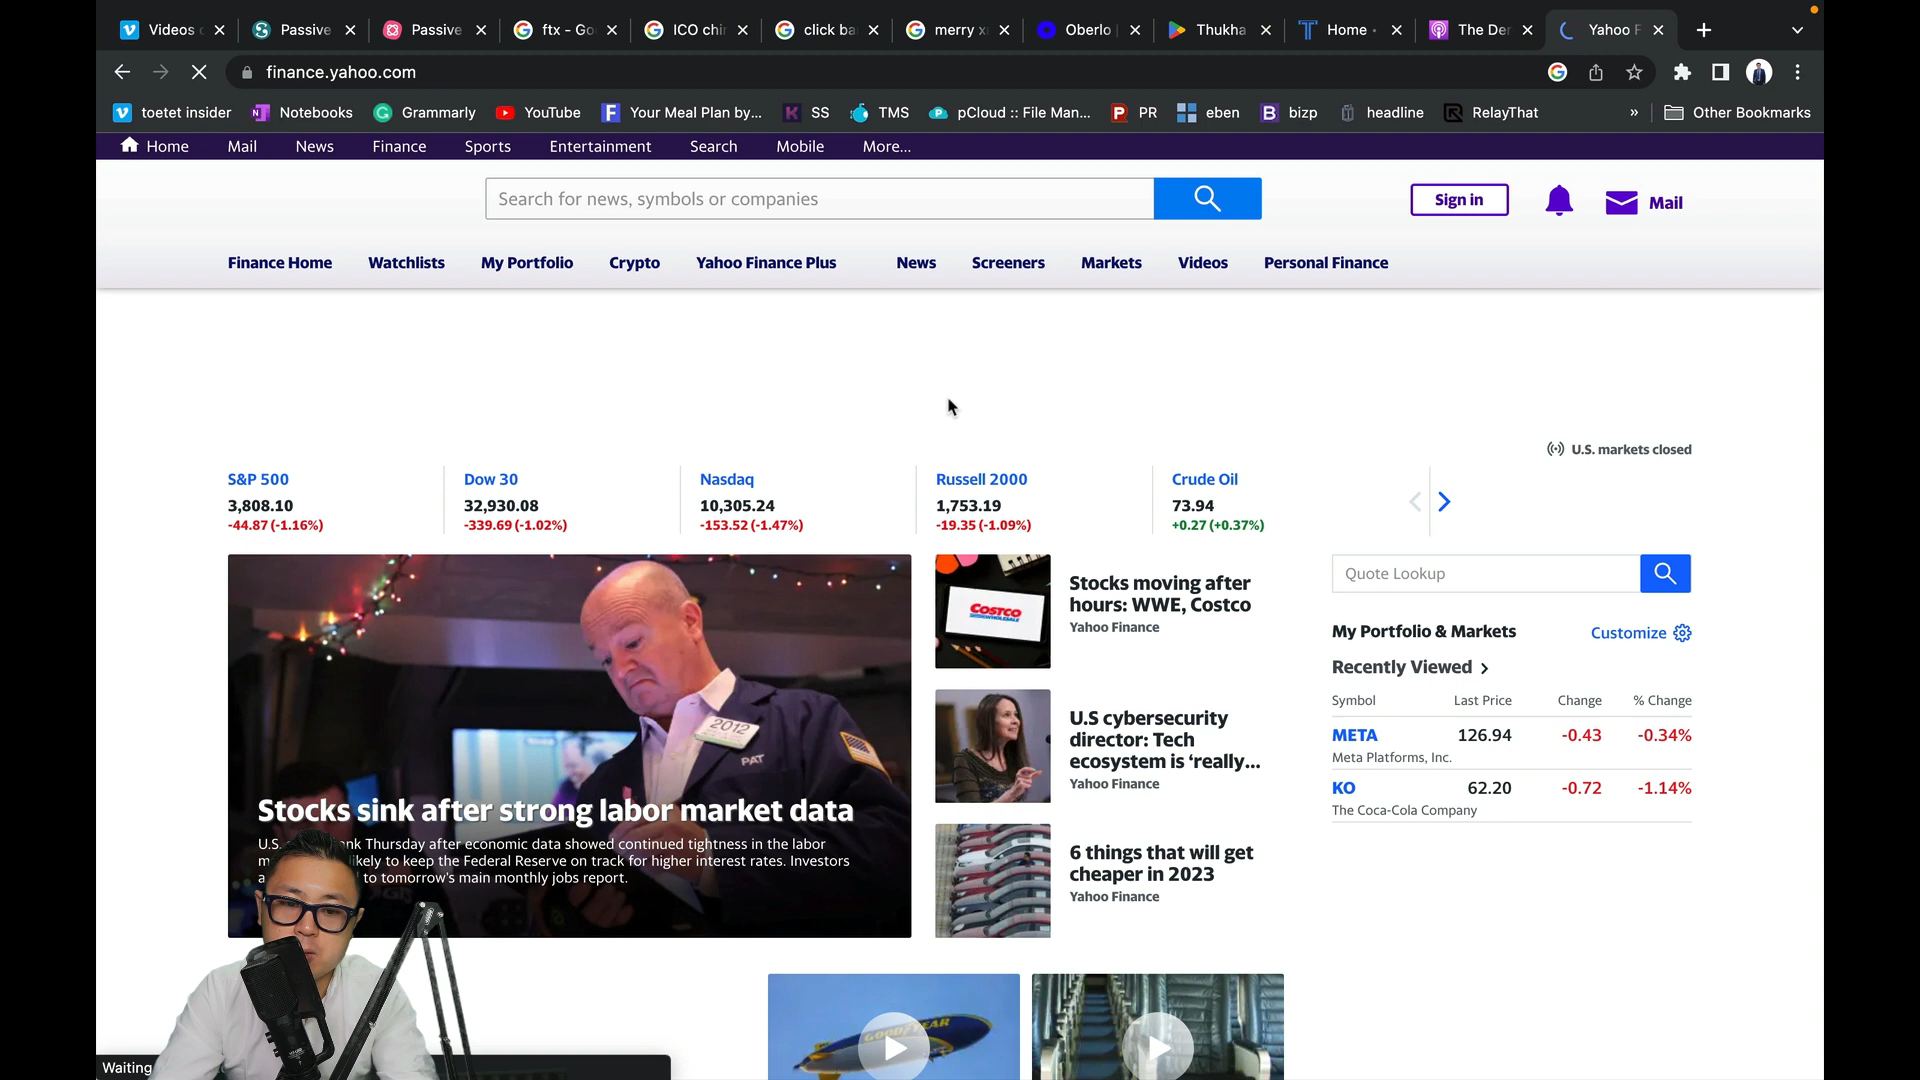 Videos
Passive
Passive
ftx - Go
ICO chi
click ba
merry x
Oberlo
Thukha
Home
The De
Yahoo F
finance.yahoo.com
toetet insider
Notebooks
Grammarly
YouTube
Your Meal Plan by...
SS
TMS
pCloud :: File Man...
PR
eben
bizp
headline
RelayThat
»
Other Bookmarks
Home
Mail
News
Finance
Sports
Entertainment
Search
Mobile
More...
Search for news, symbols or companies
Sign in
Mail
Finance Home
Watchlists
My Portfolio
Crypto
Yahoo Finance Plus
News
Screeners
Markets
Videos
Personal Finance
U.S. markets closed
S&P 500
3,808.10
-44.87 (-1.16%)
Dow 30
32,930.08
-339.69 (-1.02%)
Nasdaq
10,305.24
-153.52 (-1.47%)
Russell 2000
1,753.19
-19.35 (-1.09%)
Crude Oil
73.94
+0.27 (+0.37%)
2012
PAT
Stocks sink after strong labor market data
U.S. nk Thursday after economic data showed continued tightness in the labor
m likely to keep the Federal Reserve on track for higher interest rates. Investors
a to tomorrow's main monthly jobs report.
COSTCO
WHOLESALE
Stocks moving after
hours: WWE, Costco
Yahoo Finance
U.S cybersecurity
director: Tech
ecosystem is ‘really...
Yahoo Finance
6 things that will get
cheaper in 2023
Yahoo Finance
Quote Lookup
My Portfolio & Markets
Customize
Recently Viewed
Symbol Last Price Change % Change
META 126.94 -0.43 -0.34%
Meta Platforms, Inc.
KO 62.20 -0.72 -1.14%
The Coca-Cola Company
GOODYEAR
Waiting